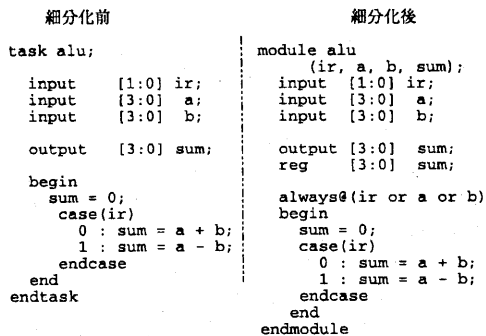 細分化前
task alu;
input [1:0] ir;
input [3:0] a;
input [3:0] b;
output [3:0] sum;
begin
sum = 0;
case(ir)
0 : sum = a + b;
1 : sum = a - b;
endcase
end
endtask
細分化後
module alu
(ir, a, b, sum);
input [1:0] ir;
input [3:0] a;
input [3:0] b;
output [3:0] sum;
reg [3:0] sum;
always@(ir or a or b)
begin
sum = 0;
case(ir)
0 : sum = a + b;
1 : sum = a - b;
endcase
end
endmodule